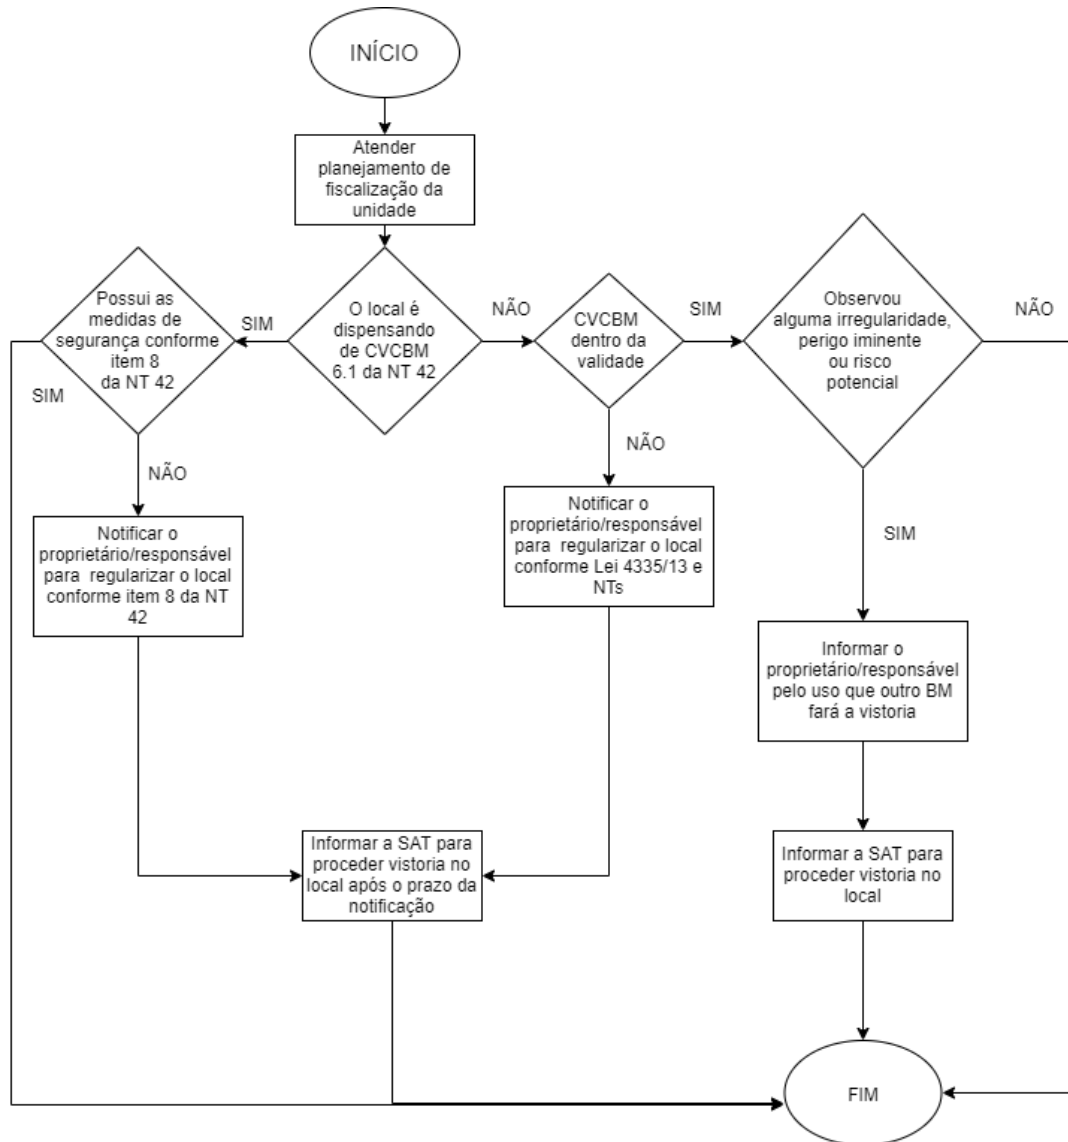 INÍCIO
Atender
planejamento de
fiscalização da
unidade
Possui as
medidas de
segurança conforme
item 8
da NT 42
SIM
O local é
dispensando
de CVCBM
6.1 da NT 42
NÃO
CVCBM
dentro da
validade
SIM
Observou
alguma irregularidade,
perigo iminente
ou risco
potencial
NÃO
SIM
NÃO
NÃO
SIM
Notificar o
proprietário/responsável
para regularizar o local
conforme item 8 da NT
42
Notificar o
proprietário/responsável
para regularizar o local
conforme Lei 4335/13 e
NTs
Informar o
proprietário/responsável
pelo uso que outro BM
fará a vistoria
Informar a SAT para
proceder vistoria no
local após o prazo da
notificação
Informar a SAT para
proceder vistoria no
local
FIM